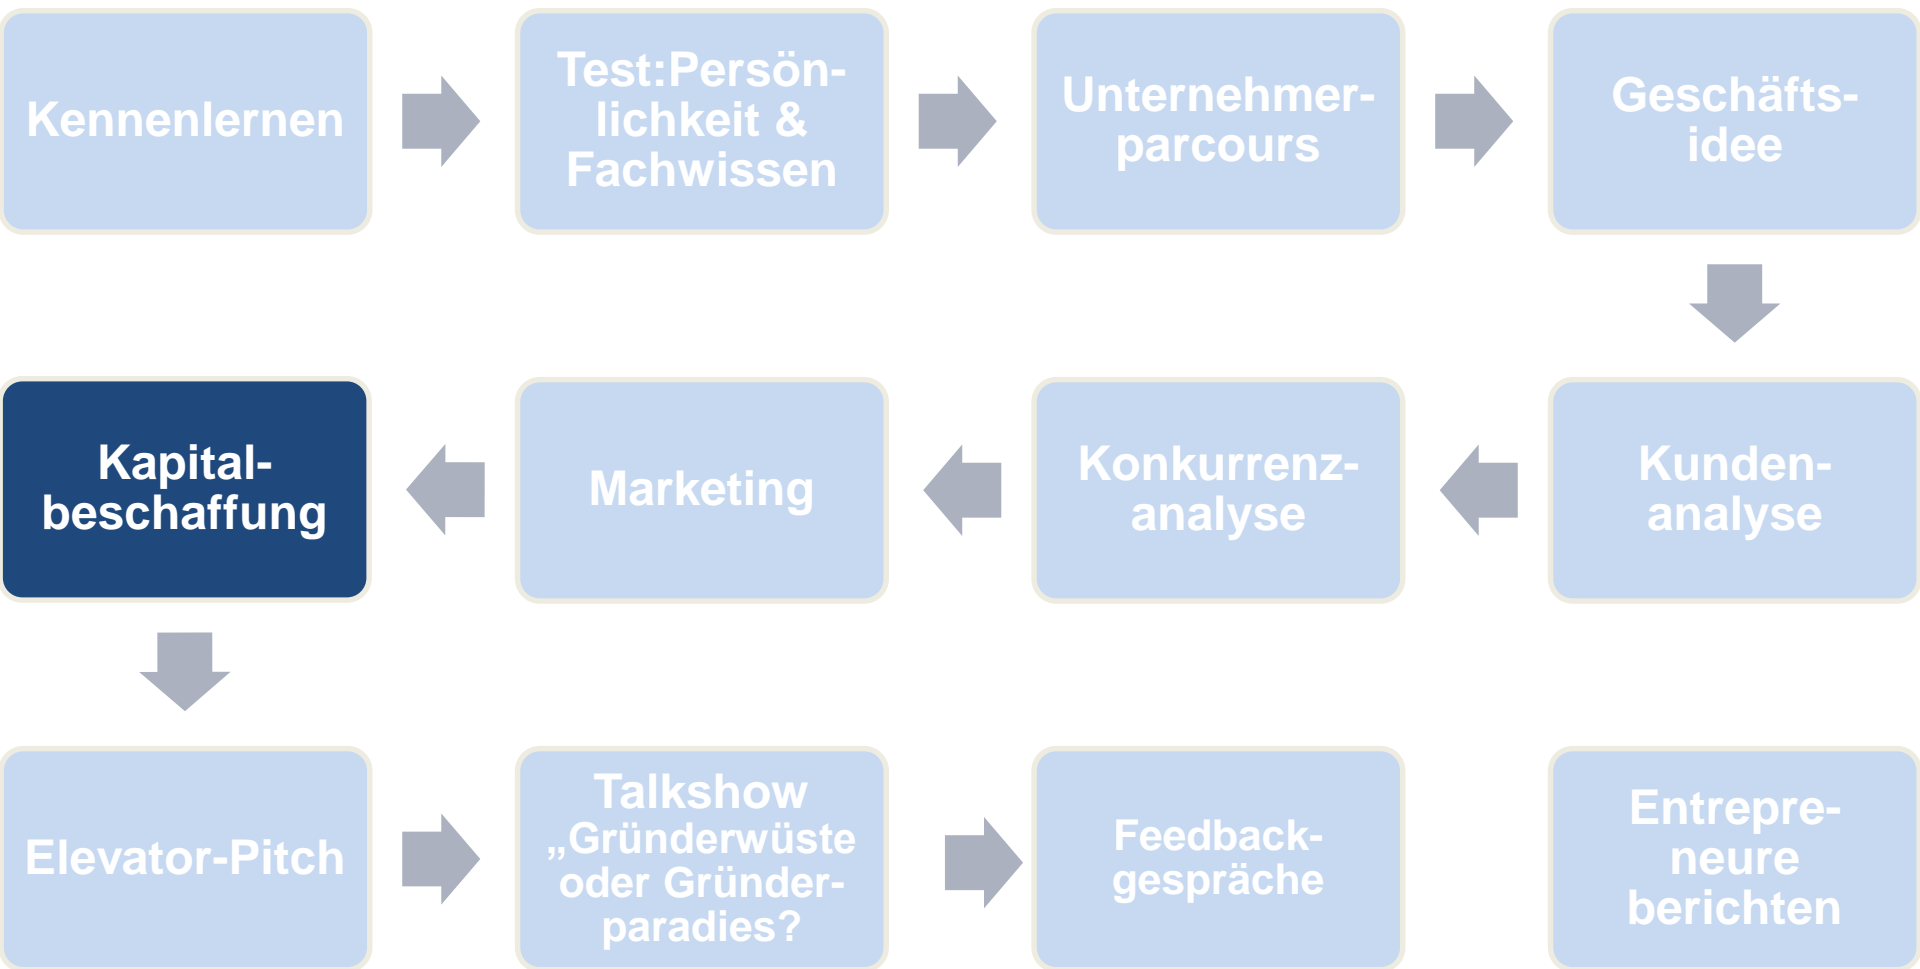 Kennenlernen
Test:Persön-
lichkeit &
Fachwissen
Unternehmer-
parcours
Geschäfts-
idee
Kapital-
beschaffung
Marketing
Konkurrenz-
analyse
Kunden-
analyse
Elevator-Pitch
Talkshow
„Gründerwüste
oder Gründer-
paradies?
Feedback-
gespräche
Entrepre-
neure
berichten